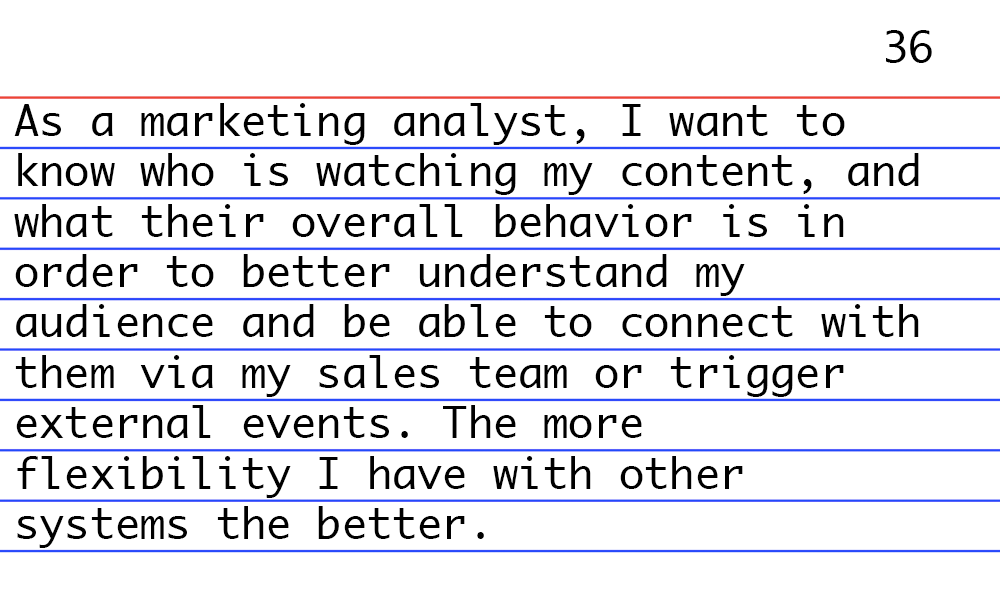 36
As a marketing analyst, I want to
know who is watching my content, and
what their overall behavior is in
order to better understand my
audience and be able to connect with
them via my sales team or trigger
external events. The more
flexibility I have with other
systems the better.